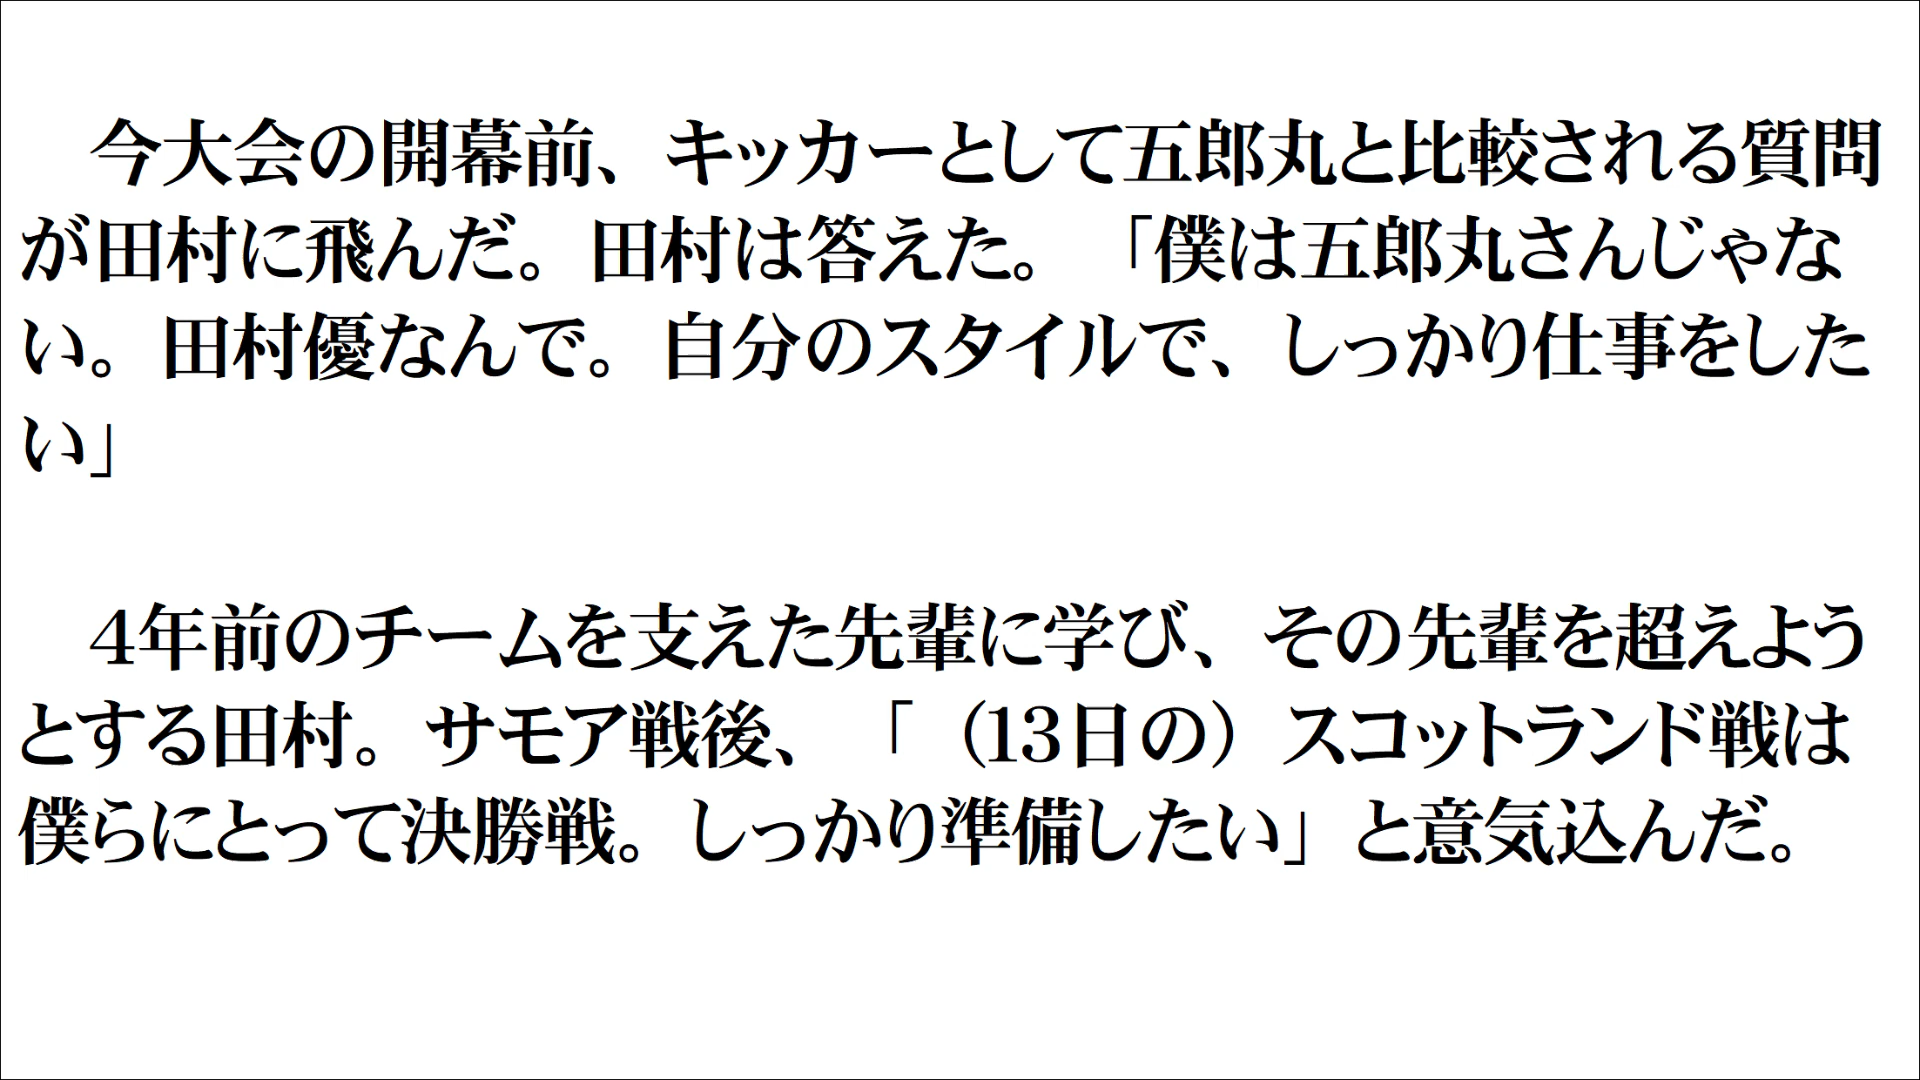 今大会の開幕前、キッカーとして五郎丸と比較される質問
が田村に飛んだ。田村は答えた。「僕は五郎丸さんじゃな
い。田村優なんで。自分のスタイルで、しっかり仕事をした
い」
　４年前のチームを支えた先輩に学び、その先輩を超えよう
とする田村。サモア戦後、「（13日の）スコットランド戦は
僕らにとって決勝戦。しっかり準備したい」と意気込んだ。